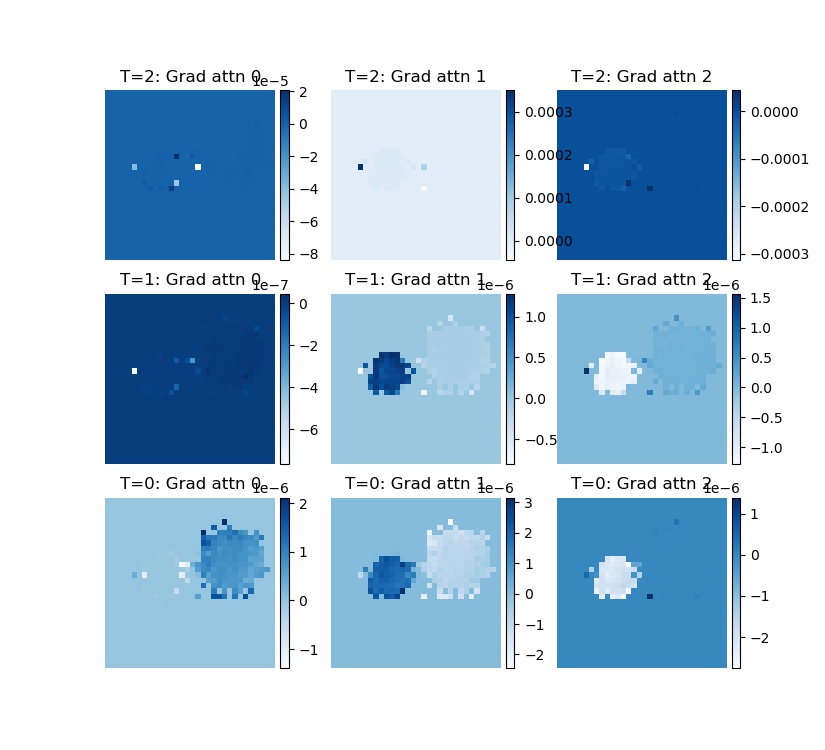 T=2: Grad attn 0
1e−5
2
0
−2
−4
−6
−8
T=2: Grad attn 1
0.0003
0.0002
0.0001
0.0000
T=2: Grad attn 2
0.0000
−0.0001
−0.0002
−0.0003
T=1: Grad attn 0
1e−7
0
−2
−4
−6
T=1: Grad attn 1
1e−6
1.0
0.5
0.0
−0.5
T=1: Grad attn 2
1e−6
1.5
1.0
0.5
0.0
−0.5
−1.0
T=0: Grad attn 0
1e−6
2
1
0
−1
T=0: Grad attn 1
1e−6
3
2
1
0
−1
−2
T=0: Grad attn 2
1e−6
1
0
−1
−2